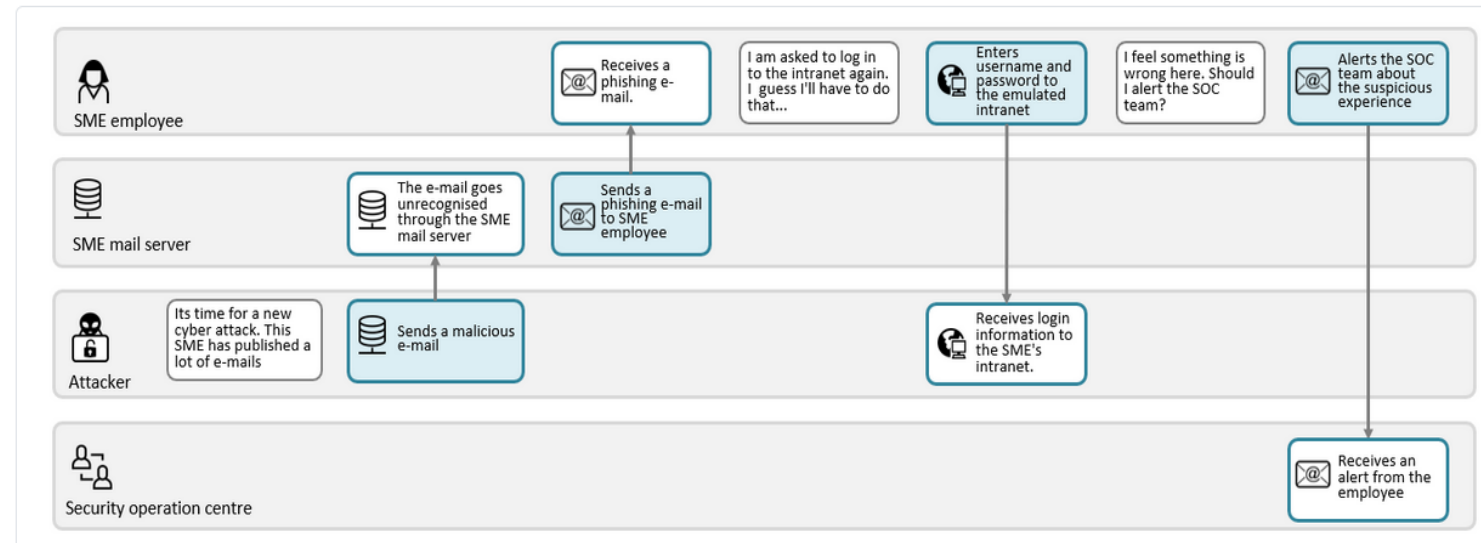 Receives a
phishing e-
mail.
I am asked to log in
to the intranet again.
I guess I'll have to do
that...
Enters
username and
password to
the emulated
intranet
I feel something is
wrong here. Should
I alert the SOC
team?
Alerts the SOC
team about
the suspicious
experience
SME employee
The e-mail goes
unrecognised
through the SME
mail server
Sends a
phishing e-mail
to SME
employee
SME mail server
Its time for a new
cyber attack. This
SME has published a
lot of e-mails
Sends a malicious
e-mail
Receives login
information to
the SME's
intranet.
Attacker
Receives an
alert from the
employee
Security operation centre